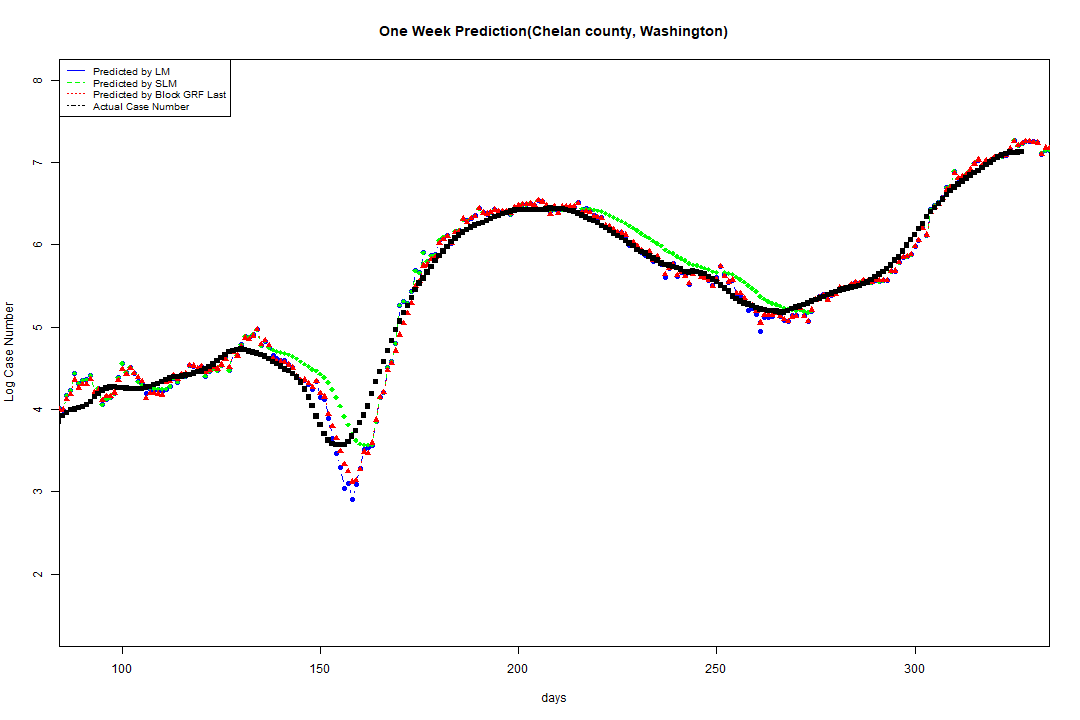 One Week Prediction(Chelan county, Washington)
Predicted by LM
Predicted by SLM
Predicted by Block GRF Last
Actual Case Number
8
7
6
5
4
3
2
Log Case Number
100 150 200 250 300
days